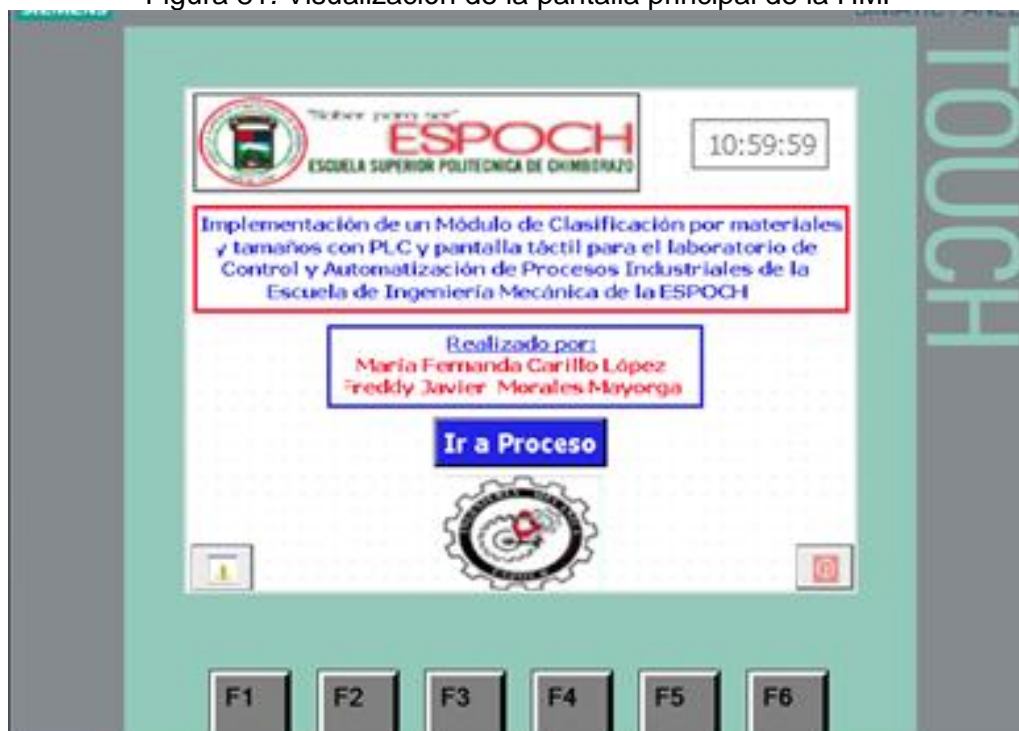 Figura 81. Visualización de la pantalla principal de la HMI
SIEMENS
TOUCH
"Saber para ser"
ESPOCH
ESCUELA SUPERIOR POLITECNICA DE CHIMBORAZO
10:59:59
Implementación de un Módulo de Clasificación por materiales
y tamaños con PLC y pantalla táctil para el laboratorio de
Control y Automatización de Procesos Industriales de la
Escuela de Ingeniería Mecánica de la ESPOCH
Realizado por:
María Fernanda Carillo López
Freddy Javier Morales Mayorga
Ir a Proceso
F1
F2
F3
F4
F5
F6